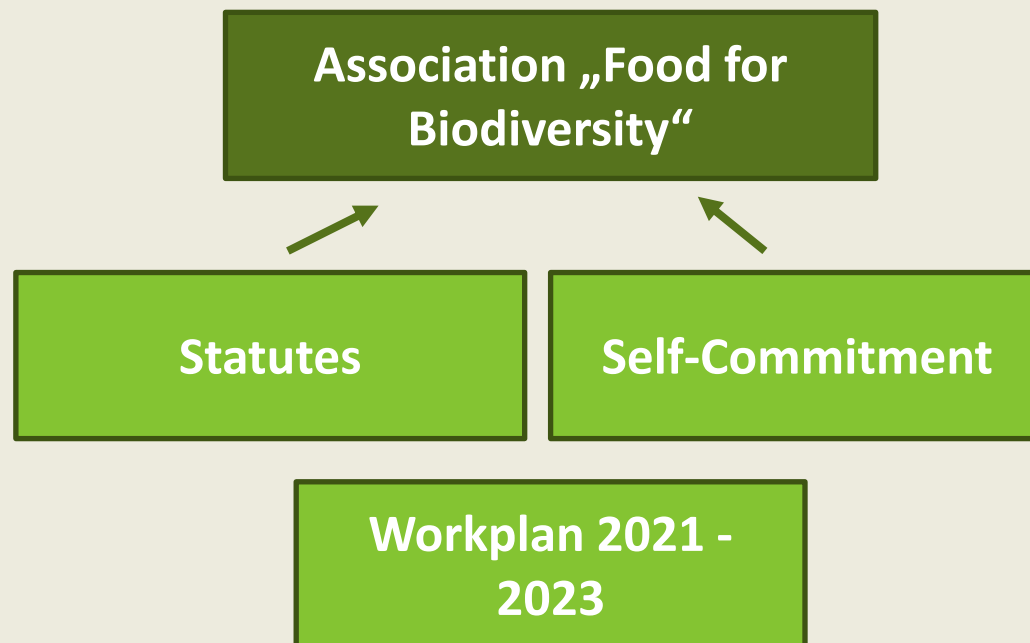 Association „Food for
Biodiversity“
Statutes
Self-Commitment
Workplan 2021 -
2023